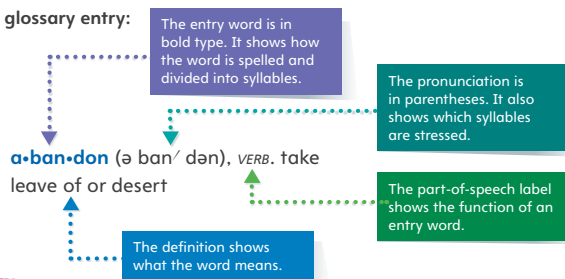 glossary entry:
The entry word is in
bold type. It shows how
the word is spelled and
divided into syllables.
The pronunciation is
in parentheses. It also
shows which syllables
are stressed.
a•ban•don (ə banˊ dən), VERB. take
leave of or desert
The part-of-speech label
shows the function of an
entry word.
The definition shows
what the word means.